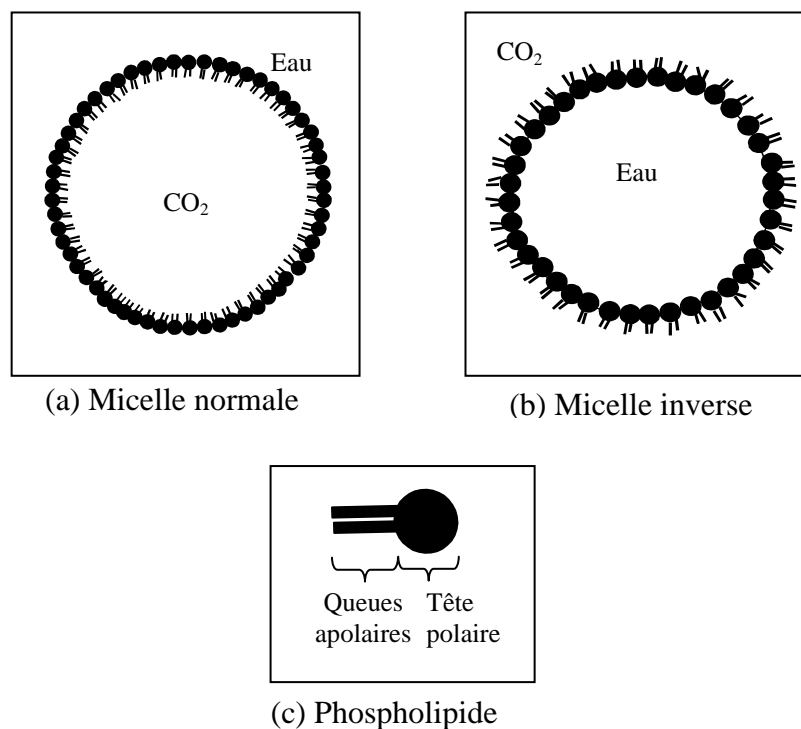 Eau
CO₂
(a) Micelle normale
CO₂
Eau
(b) Micelle inverse
Queues apolaires
Tête polaire
(c) Phospholipide